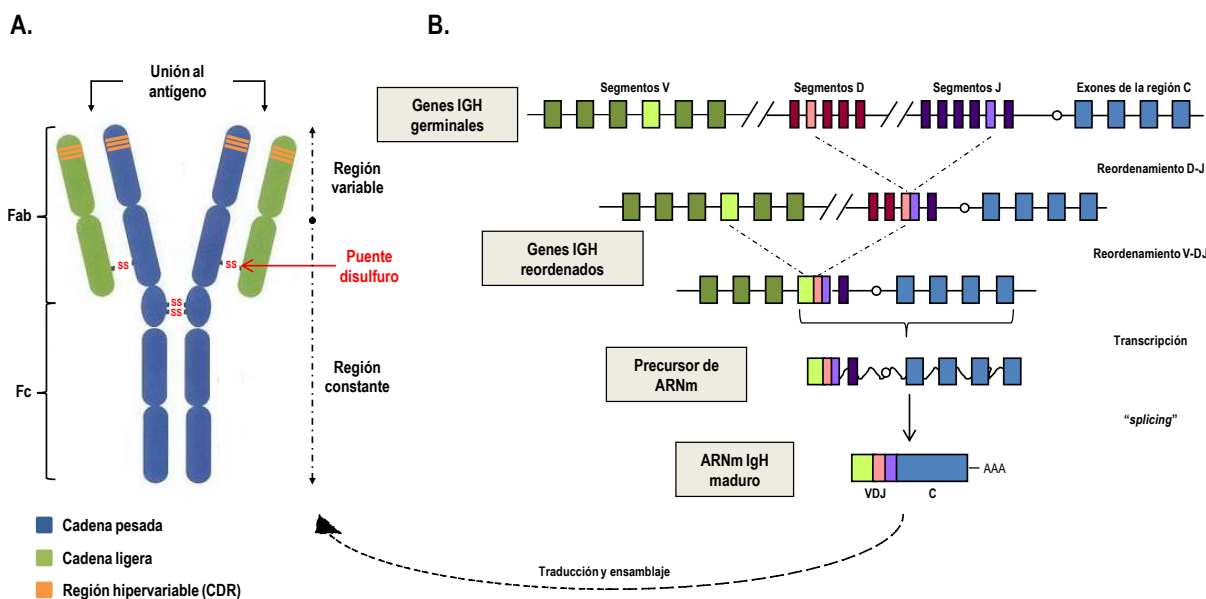 A.
Unión al
antígeno
Fab
Fc
SS
SS
SS
SS
Región
variable
Puente
disulfuro
Región
constante
Cadena pesada
Cadena ligera
Región hipervariable (CDR)
B.
Genes IGH
germinales
Segmentos V
Segmentos D
Segmentos J
Exones de la región C
Reordenamiento D-J
Genes IGH
reordenados
Reordenamiento V-DJ
Transcripción
Precursor de
ARNm
“splicing”
ARNm IgH
maduro
AAA
VDJ
C
Traducción y ensamblaje